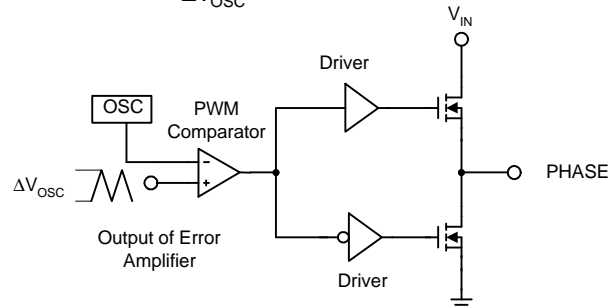 ΔV_OSC
V_IN
Driver
OSC
PWM
Comparator
PHASE
ΔV_OSC
Output of Error
Amplifier
Driver